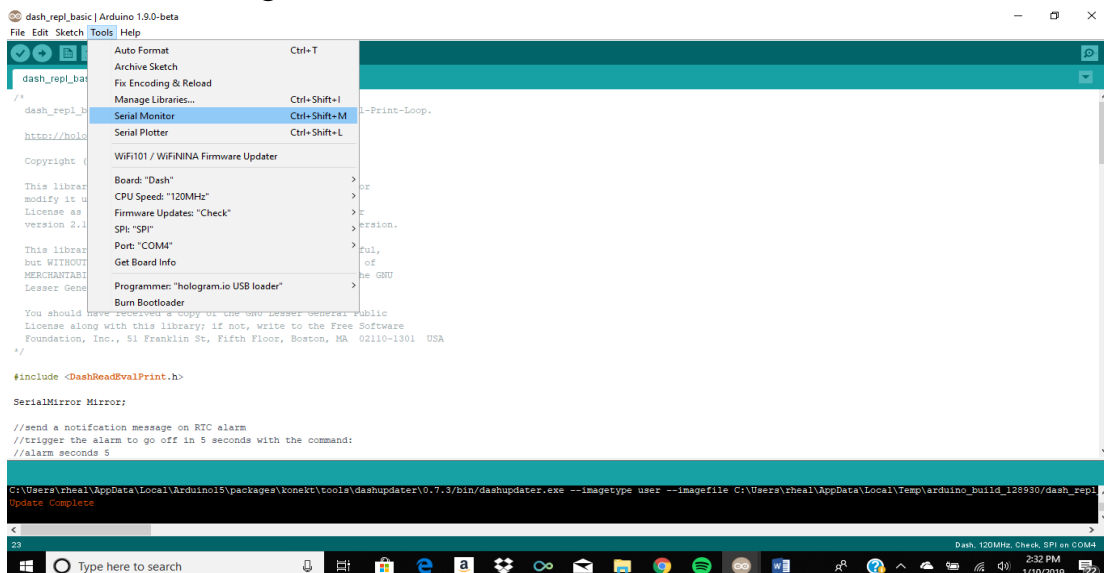 dash_repl_basic | Arduino 1.9.0-beta
File Edit Sketch Tools Help
Auto Format Ctrl+T
Archive Sketch
Fix Encoding & Reload
Manage Libraries... Ctrl+Shift+I
Serial Monitor Ctrl+Shift+M
Serial Plotter Ctrl+Shift+L
WiFi101 / WiFiNINA Firmware Updater
Board: "Dash"
CPU Speed: "120MHz"
Firmware Updates: "Check"
SPI: "SPI"
Port: "COM4"
Get Board Info
Programmer: "hologram.io USB loader"
Burn Bootloader
dash_repl_bas
/*
dash_repl_b l-Print-Loop.
http://holo
Copyright (
This librar or
modify it u
License as r
version 2.1 ersion.
This librar ful,
but WITHOUT of
MERCHANTABI he GNU
Lesser Gene
You should have received a copy of the GNU Lesser General Public
License along with this library; if not, write to the Free Software
Foundation, Inc., 51 Franklin St, Fifth Floor, Boston, MA 02110-1301 USA
*/
#include <DashReadEvalPrint.h>
SerialMirror Mirror;
//send a notifcation message on RTC alarm
//trigger the alarm to go off in 5 seconds with the command:
//alarm seconds 5
C:\Users\rheal\AppData\Local\Arduino15\packages\konekt\tools\dashupdater\0.7.3/bin/dashupdater.exe --imagetype user --imagefile C:\Users\rheal\AppData\Local\Temp\arduino_build_128930/dash_repl_
Update Complete
23 Dash, 120MHz, Check, SPI on COM4
Type here to search
2:32 PM
1/10/2019
22